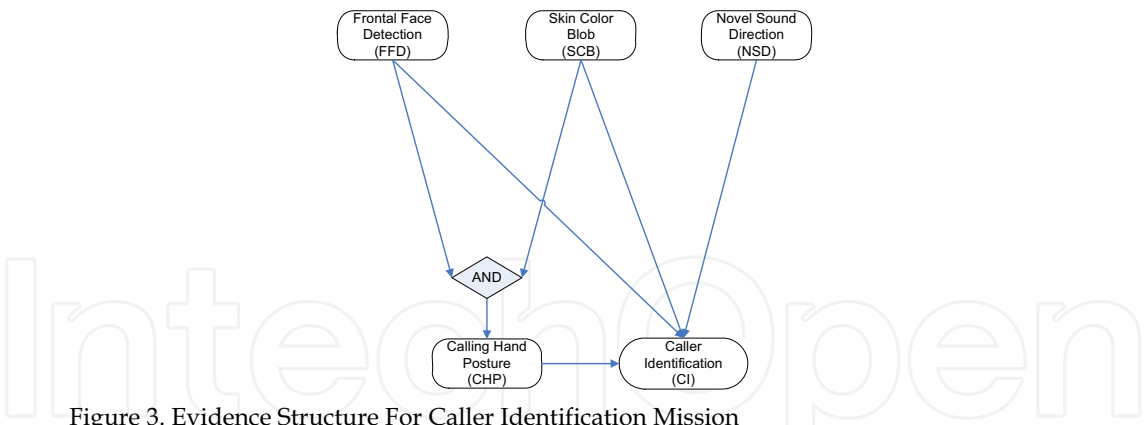 Frontal Face
Detection
(FFD)
Skin Color
Blob
(SCB)
Novel Sound
Direction
(NSD)
AND
Calling Hand
Posture
(CHP)
Caller
Identification
(CI)
IntechOpen
Figure 3. Evidence Structure For Caller Identification Mission